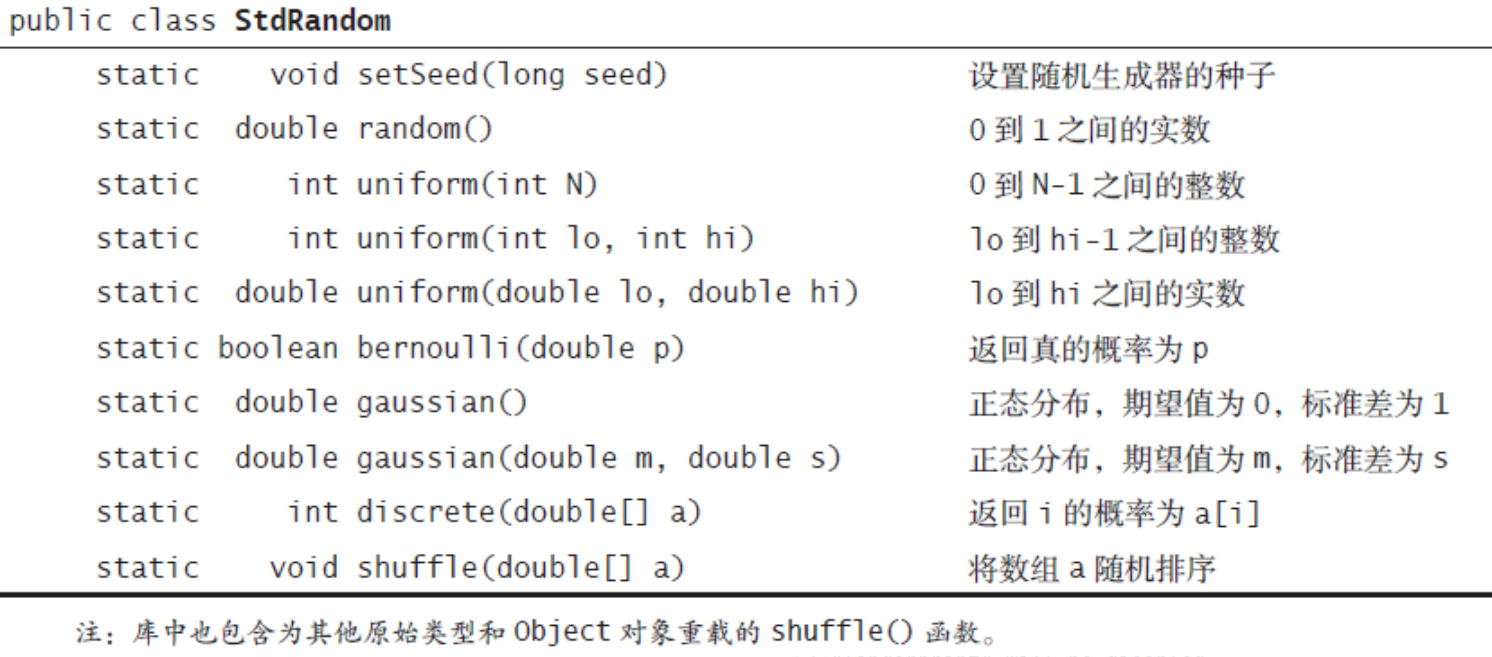 public class StdRandom
static void setSeed(long seed) 设置随机生成器的种子
static double random() 0 到 1 之间的实数
static int uniform(int N) 0 到 N-1 之间的整数
static int uniform(int lo, int hi) lo 到 hi-1 之间的整数
static double uniform(double lo, double hi) lo 到 hi 之间的实数
static boolean bernoulli(double p) 返回真的概率为 p
static double gaussian() 正态分布，期望值为 0，标准差为 1
static double gaussian(double m, double s) 正态分布，期望值为 m，标准差为 s
static int discrete(double[] a) 返回 i 的概率为 a[i]
static void shuffle(double[] a) 将数组 a 随机排序
注：库中也包含为其他原始类型和 Object 对象重载的 shuffle() 函数。